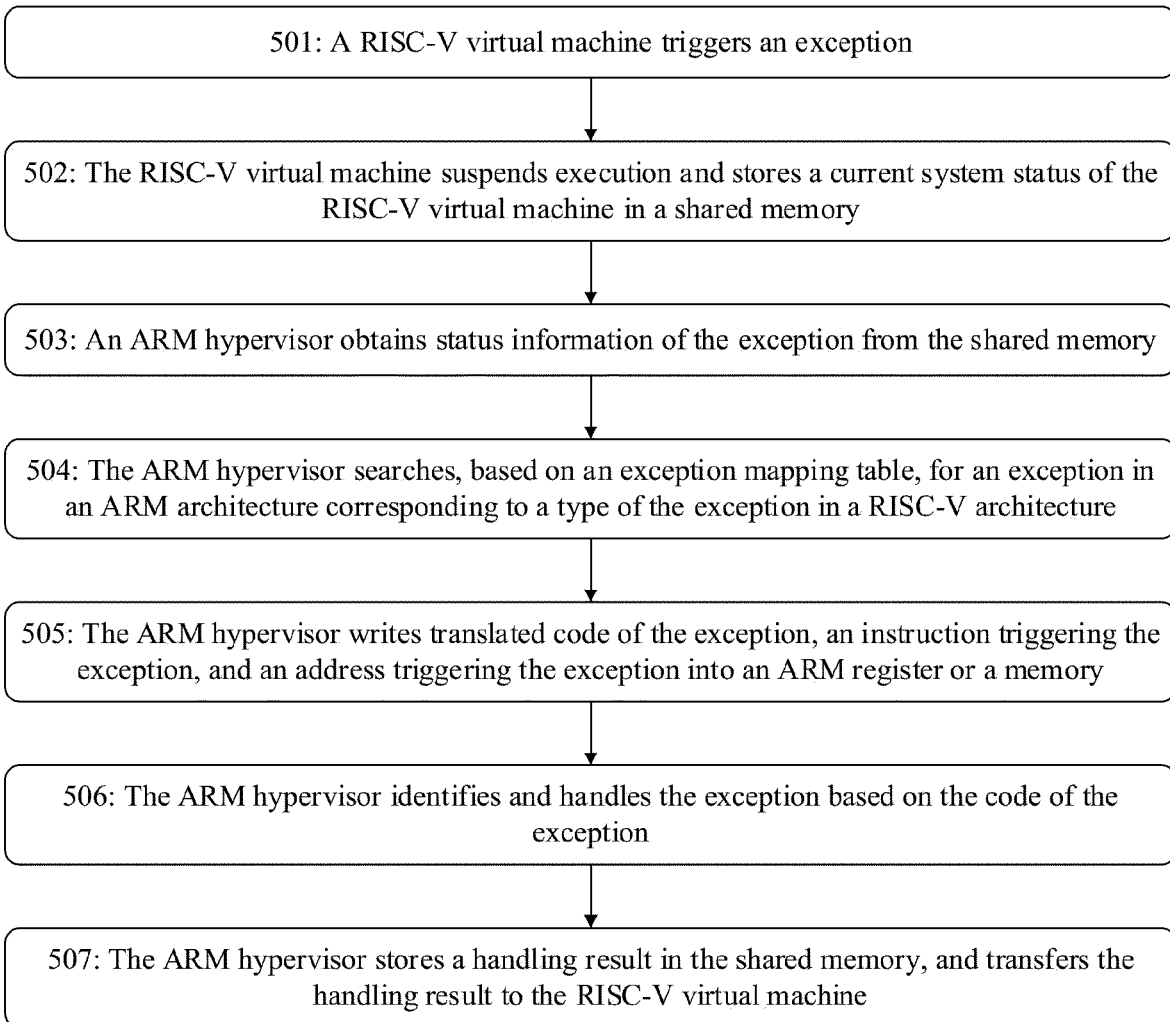 501: A RISC-V virtual machine triggers an exception
502: The RISC-V virtual machine suspends execution and stores a current system status of the
RISC-V virtual machine in a shared memory
503: An ARM hypervisor obtains status information of the exception from the shared memory
504: The ARM hypervisor searches, based on an exception mapping table, for an exception in
an ARM architecture corresponding to a type of the exception in a RISC-V architecture
505: The ARM hypervisor writes translated code of the exception, an instruction triggering the
exception, and an address triggering the exception into an ARM register or a memory
506: The ARM hypervisor identifies and handles the exception based on the code of the
exception
507: The ARM hypervisor stores a handling result in the shared memory, and transfers the
handling result to the RISC-V virtual machine